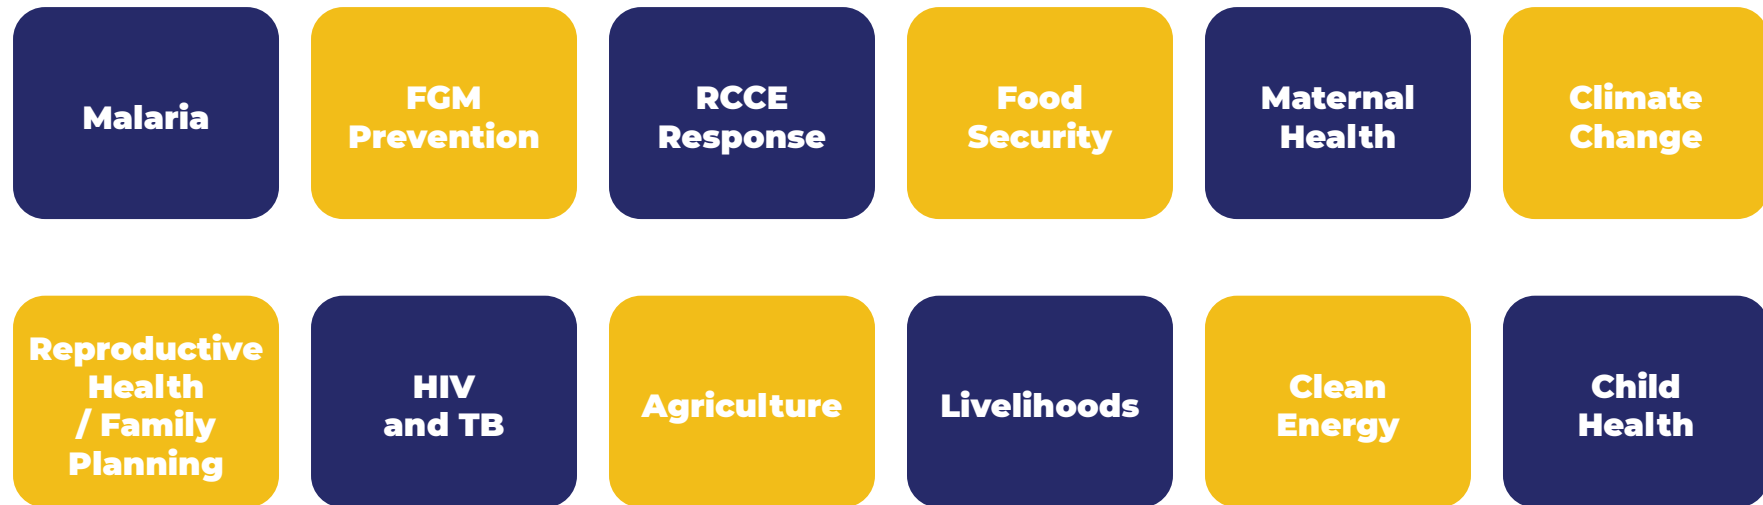 Malaria
FGM
Prevention
RCCE
Response
Food
Security
Maternal
Health
Climate
Change
Reproductive
Health
/ Family
Planning
HIV
and TB
Agriculture
Livelihoods
Clean
Energy
Child
Health